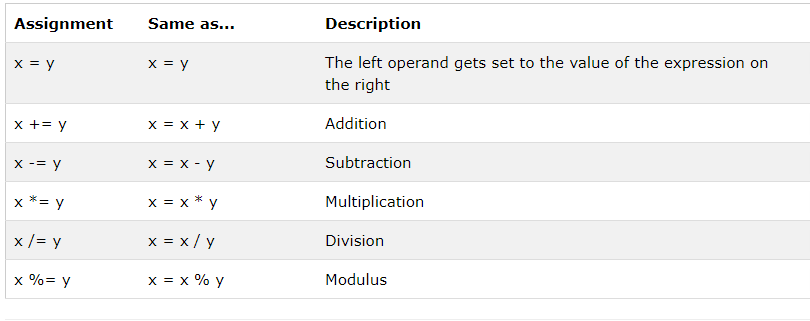 Assignment Same as... Description
x = y x = y The left operand gets set to the value of the expression on
the right
x += y x = x + y Addition
x -= y x = x - y Subtraction
x *= y x = x * y Multiplication
x /= y x = x / y Division
x %= y x = x % y Modulus